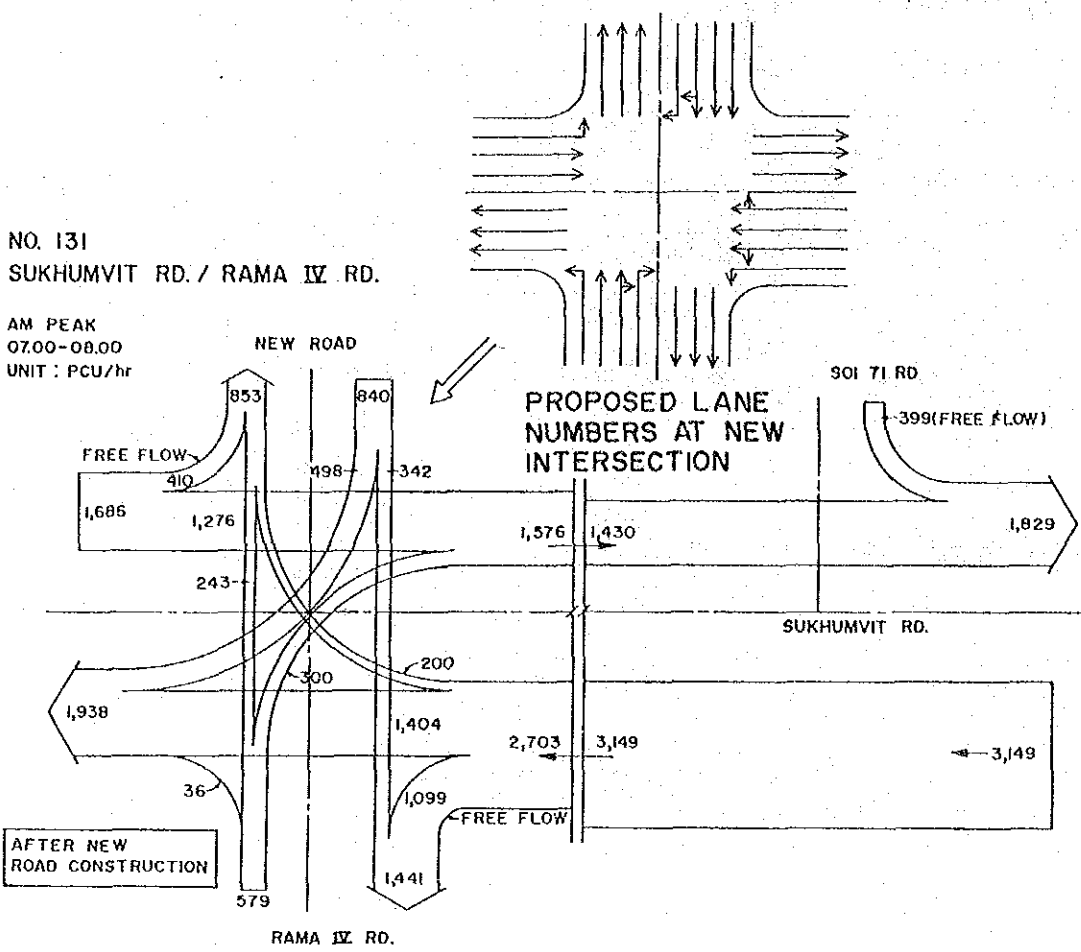 NO. 131
SUKHUMVIT RD. / RAMA IV RD.
AM PEAK
07.00-08.00
UNIT : PCU/hr
NEW ROAD
PROPOSED LANE
NUMBERS AT NEW
INTERSECTION
SOI 71 RD.
399(FREE FLOW)
853
840
FREE FLOW
410
498
342
1,686
1,276
1,576
1,430
1,829
243
SUKHUMVIT RD.
200
300
1,938
1,404
2,703
3,149
3,149
36
1,099
FREE FLOW
AFTER NEW
ROAD CONSTRUCTION
579
1,441
RAMA IV RD.